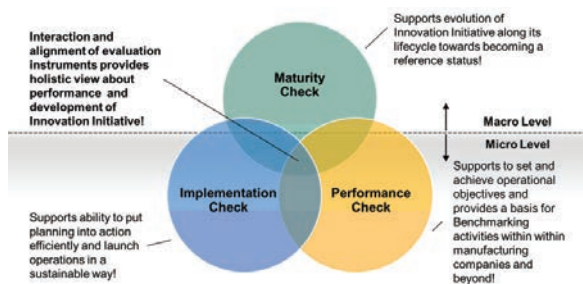 Interaction and
alignment of evaluation
instruments provides
holistic view about
performance and
development of
Innovation Initiative!
Supports evolution of
Innovation Initiative along its
lifecycle towards becoming a
reference status!
Maturity
Check
Macro Level
Micro Level
Implementation
Check
Performance
Check
Supports ability to put
planning into action
efficiently and launch
operations in a
sustainable way!
Supports to set and
achieve operational
objectives and
provides a basis for
Benchmarking
activities within within
manufacturing
companies and
beyond!